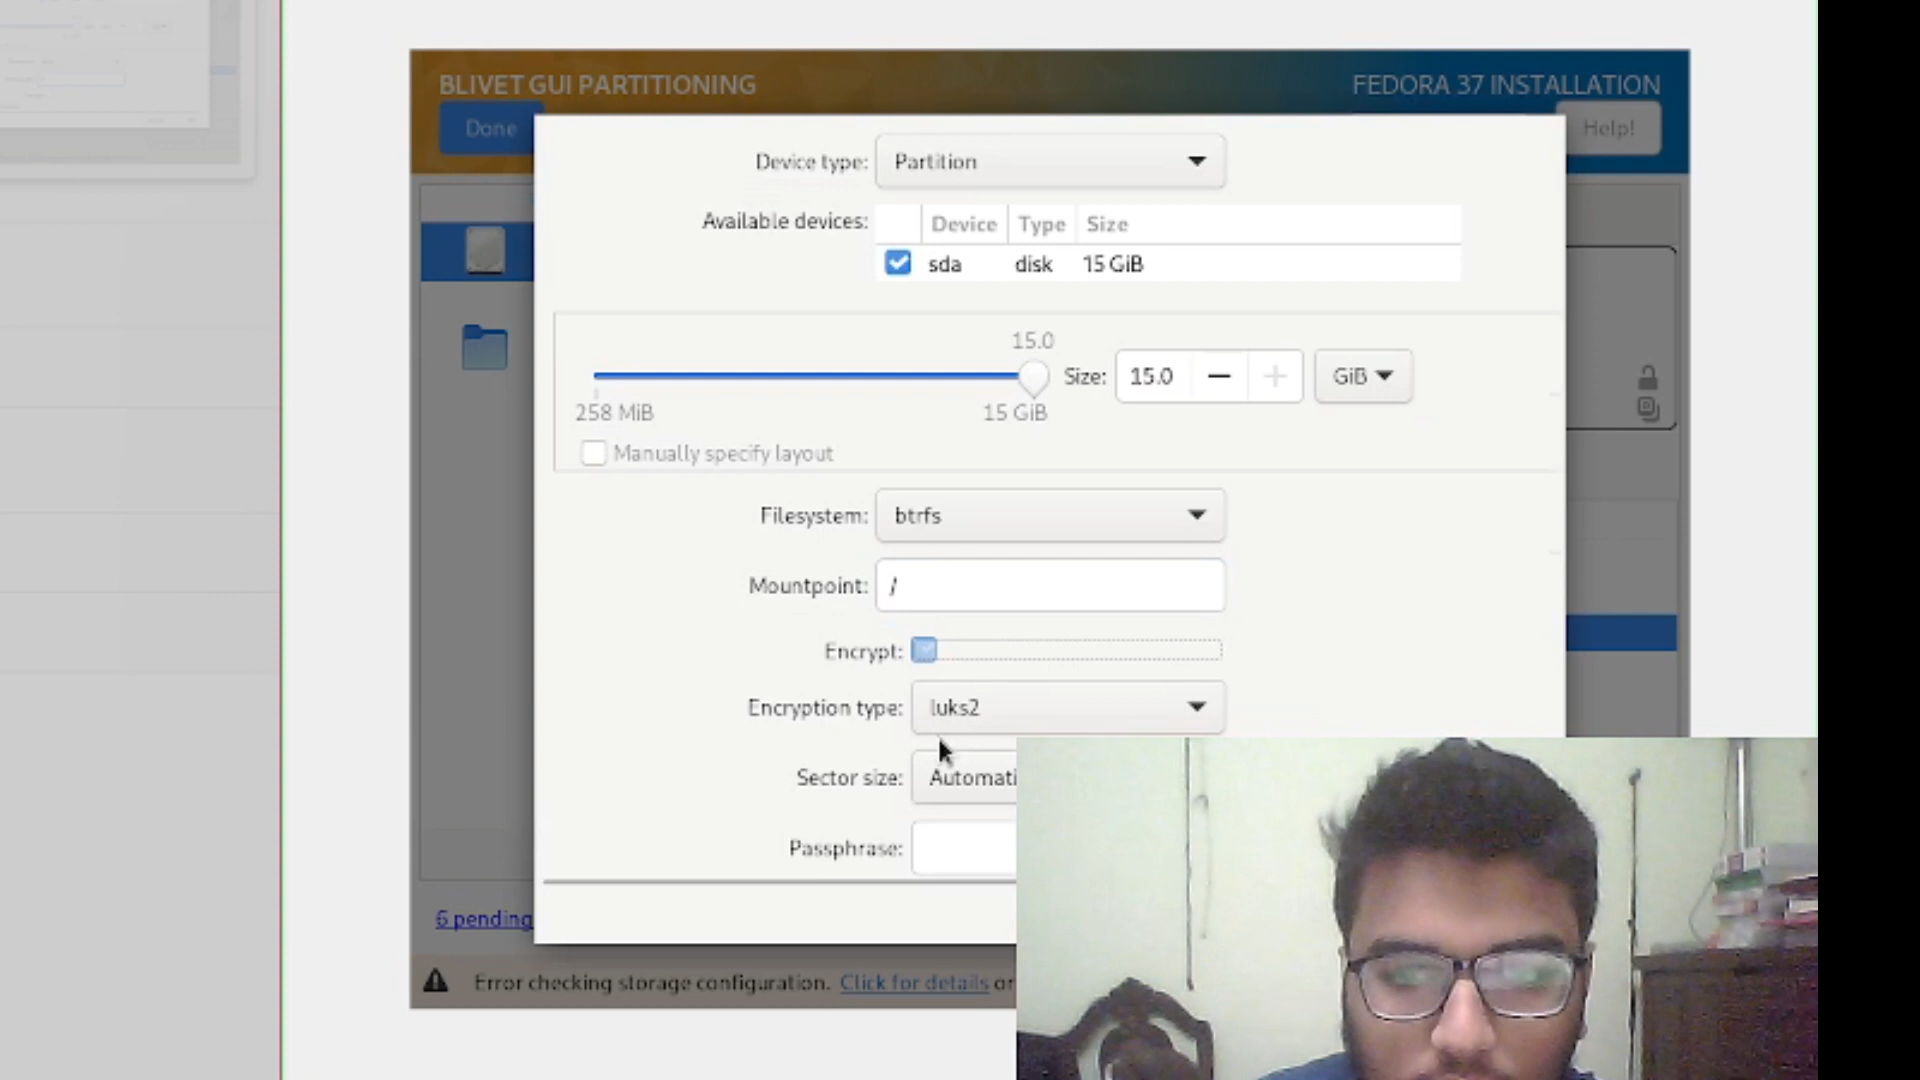 BLIVET GUI PARTITIONING
FEDORA 37 INSTALLATION
Done
Help!
Device type: Partition
Available devices:
Device Type Size
sda disk 15 GiB
15.0
Size: 15.0 GiB
258 MiB 15 GiB
Manually specify layout
Filesystem: btrfs
Mountpoint: /
Encrypt:
Encryption type: luks2
Sector size: Automati
Passphrase:
6 pending
Error checking storage configuration. Click for details or